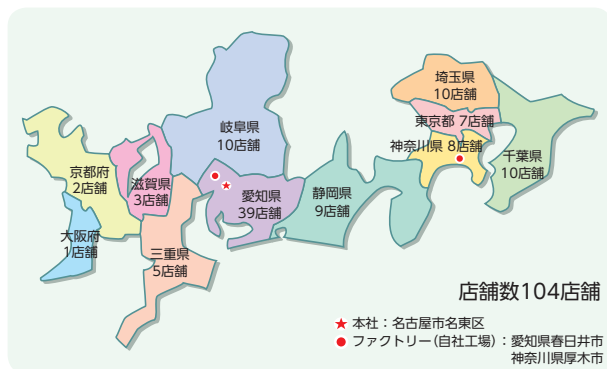 埼玉県
10店舗
東京都 7店舗
神奈川県 8店舗
千葉県
10店舗
岐阜県
10店舗
京都府
2店舗
滋賀県
3店舗
愛知県
39店舗
静岡県
9店舗
大阪府
1店舗
三重県
5店舗
店舗数104店舗
★ 本社：名古屋市名東区
● ファクトリー（自社工場）：愛知県春日井市
神奈川県厚木市